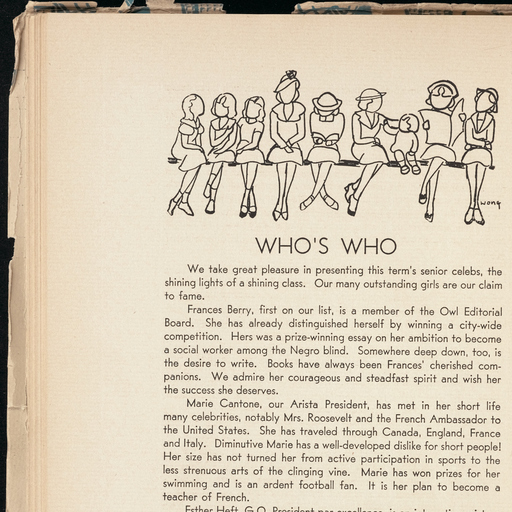 wong
WHO'S WHO
We take great pleasure in presenting this term's senior celebs, the
shining lights of a shining class. Our many outstanding girls are our claim
to fame.
Frances Berry, first on our list, is a member of the Owl Editorial
Board. She has already distinguished herself by winning a city-wide
competition. Hers was a prize-winning essay on her ambition to become
a social worker among the Negro blind. Somewhere deep down, too, is
the desire to write. Books have always been Frances' cherished com-
panions. We admire her courageous and steadfast spirit and wish her
the success she deserves.
Marie Cantone, our Arista President, has met in her short life
many celebrities, notably Mrs. Roosevelt and the French Ambassador to
the United States. She has traveled through Canada, England, France
and Italy. Diminutive Marie has a well-developed dislike for short people!
Her size has not turned her from active participation in sports to the
less strenuous arts of the clinging vine. Marie has won prizes for her
swimming and is an ardent football fan. It is her plan to become a
teacher of French.
Esther Heft, G.O. President par excellence, is